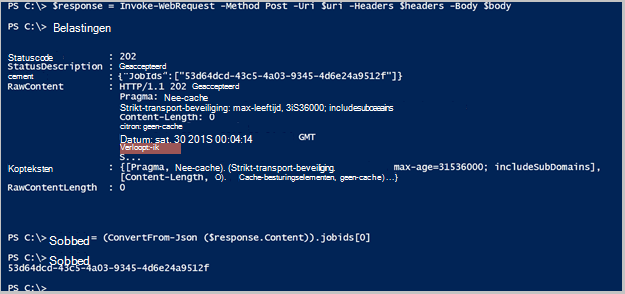 PS C:\> $response = Invoke-WebRequest -Method Post -Uri $uri -Headers $headers -Body $body
PS C:\> Belastingen
Statuscode : 202
StatusDescription : Geaccepteerd
cement : {"JobIds":["53d64dcd-43c5-4a03-9345-4d6e24a9512f"]}
RawContent : HTTP/1.1 202 Geaccepteerd
Pragma: Nee-cache
Strikt-transport-beveiliging: max-leeftijd, 3iS36000; includesubdomains
Content-Length: 0
citron: geen-cache
Datum: sat. 30 201S 00:04:14 GMT
Verloopt:-ik
S...
Kopteksten : {[Pragma, Nee-cache). (Strikt-transport-beveiliging. max-age=31536000; includeSubDomains],
[Content-Length, 0). Cache-besturingselementen, geen-cache)...}
RawContentLength : 0
PS C:\> Sobbed = (ConvertFrom-Json ($response.Content)).jobids[0]
PS C:\> Sobbed
53d64dcd-43c5-4a03-9345-4d6e24a9512f
PS C:\>